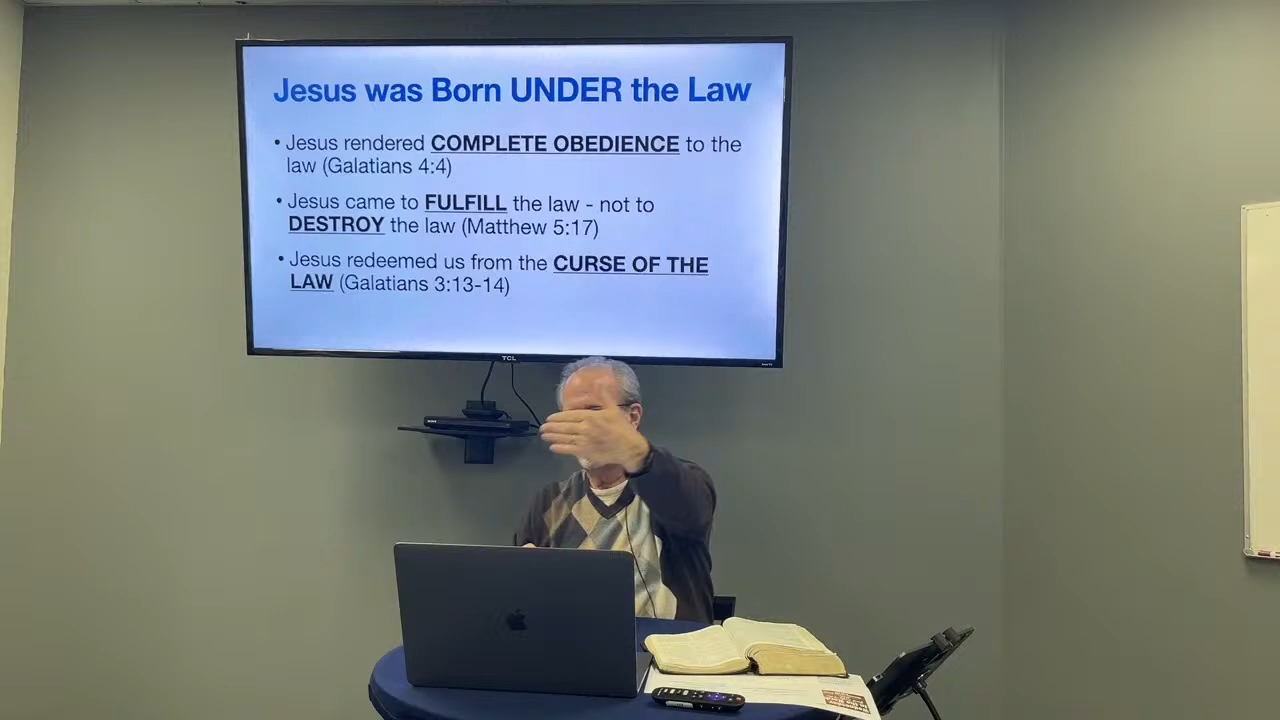 Jesus was Born UNDER the Law
• Jesus rendered COMPLETE OBEDIENCE to the
law (Galatians 4:4)
• Jesus came to FULFILL the law - not to
DESTROY the law (Matthew 5:17)
• Jesus redeemed us from the CURSE OF THE
LAW (Galatians 3:13-14)
TCL